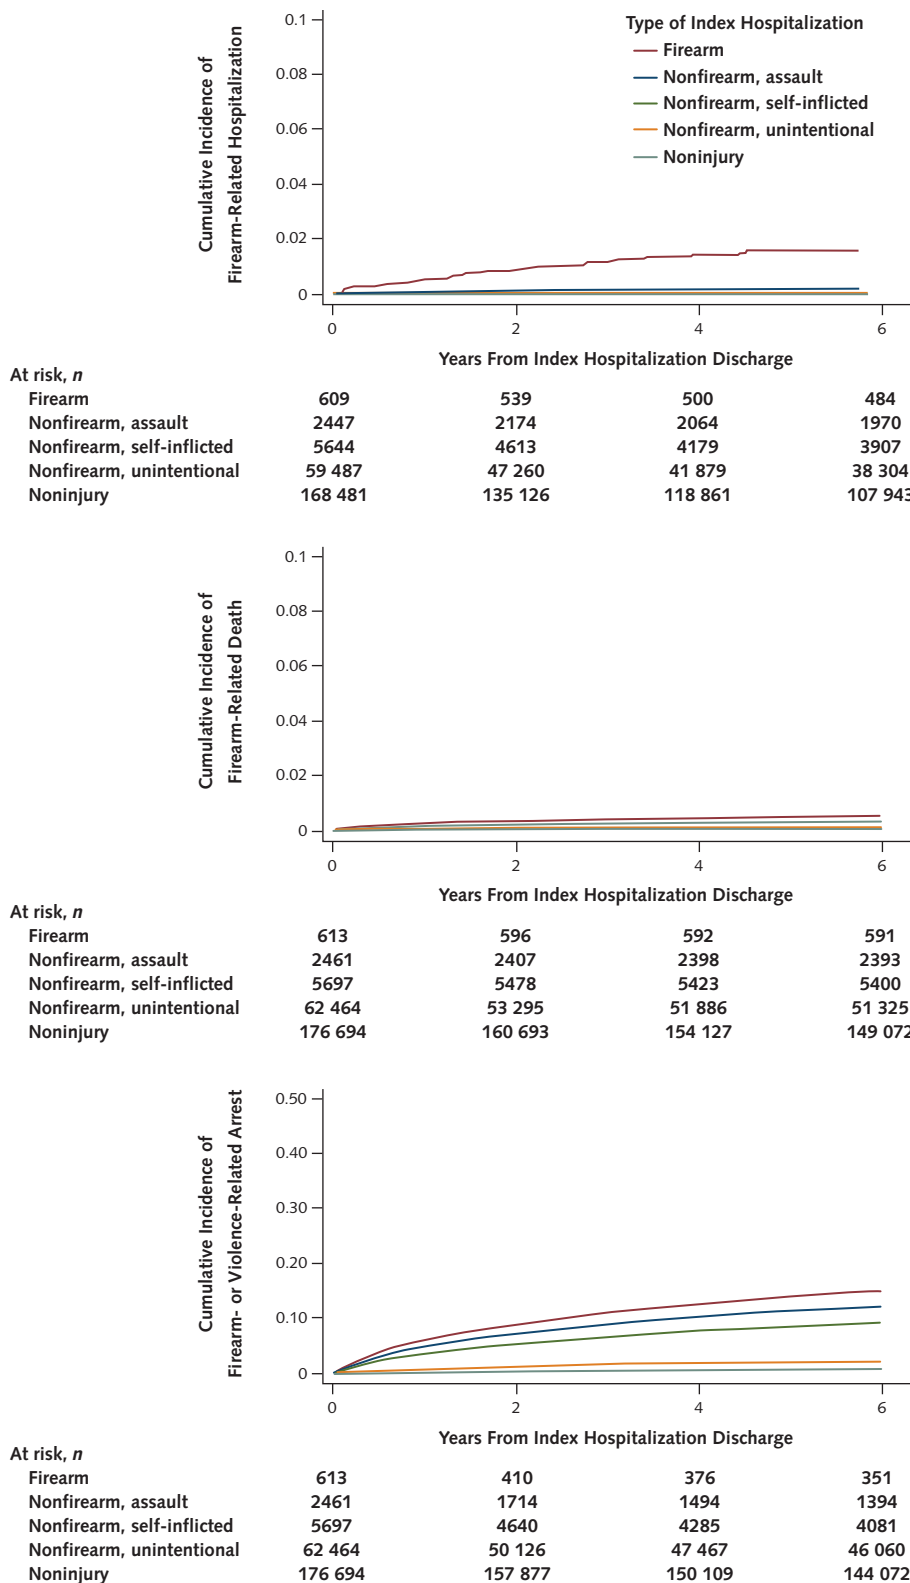 Cumulative Incidence of
Firearm-Related Hospitalization
0.1
0.08
0.06
0.04
0.02
0
Type of Index Hospitalization
Firearm
Nonfirearm, assault
Nonfirearm, self-inflicted
Nonfirearm, unintentional
Noninjury
0 2 4 6
Years From Index Hospitalization Discharge
At risk, n
Firearm 609 539 500 484
Nonfirearm, assault 2447 2174 2064 1970
Nonfirearm, self-inflicted 5644 4613 4179 3907
Nonfirearm, unintentional 59 487 47 260 41 879 38 304
Noninjury 168 481 135 126 118 861 107 943
Cumulative Incidence of
Firearm-Related Death
0.1
0.08
0.06
0.04
0.02
0
0 2 4 6
Years From Index Hospitalization Discharge
At risk, n
Firearm 613 596 592 591
Nonfirearm, assault 2461 2407 2398 2393
Nonfirearm, self-inflicted 5697 5478 5423 5400
Nonfirearm, unintentional 62 464 53 295 51 886 51 325
Noninjury 176 694 160 693 154 127 149 072
Cumulative Incidence of
Firearm- or Violence-Related Arrest
0.50
0.40
0.30
0.20
0.10
0
0 2 4 6
Years From Index Hospitalization Discharge
At risk, n
Firearm 613 410 376 351
Nonfirearm, assault 2461 1714 1494 1394
Nonfirearm, self-inflicted 5697 4640 4285 4081
Nonfirearm, unintentional 62 464 50 126 47 467 46 060
Noninjury 176 694 157 877 150 109 144 072